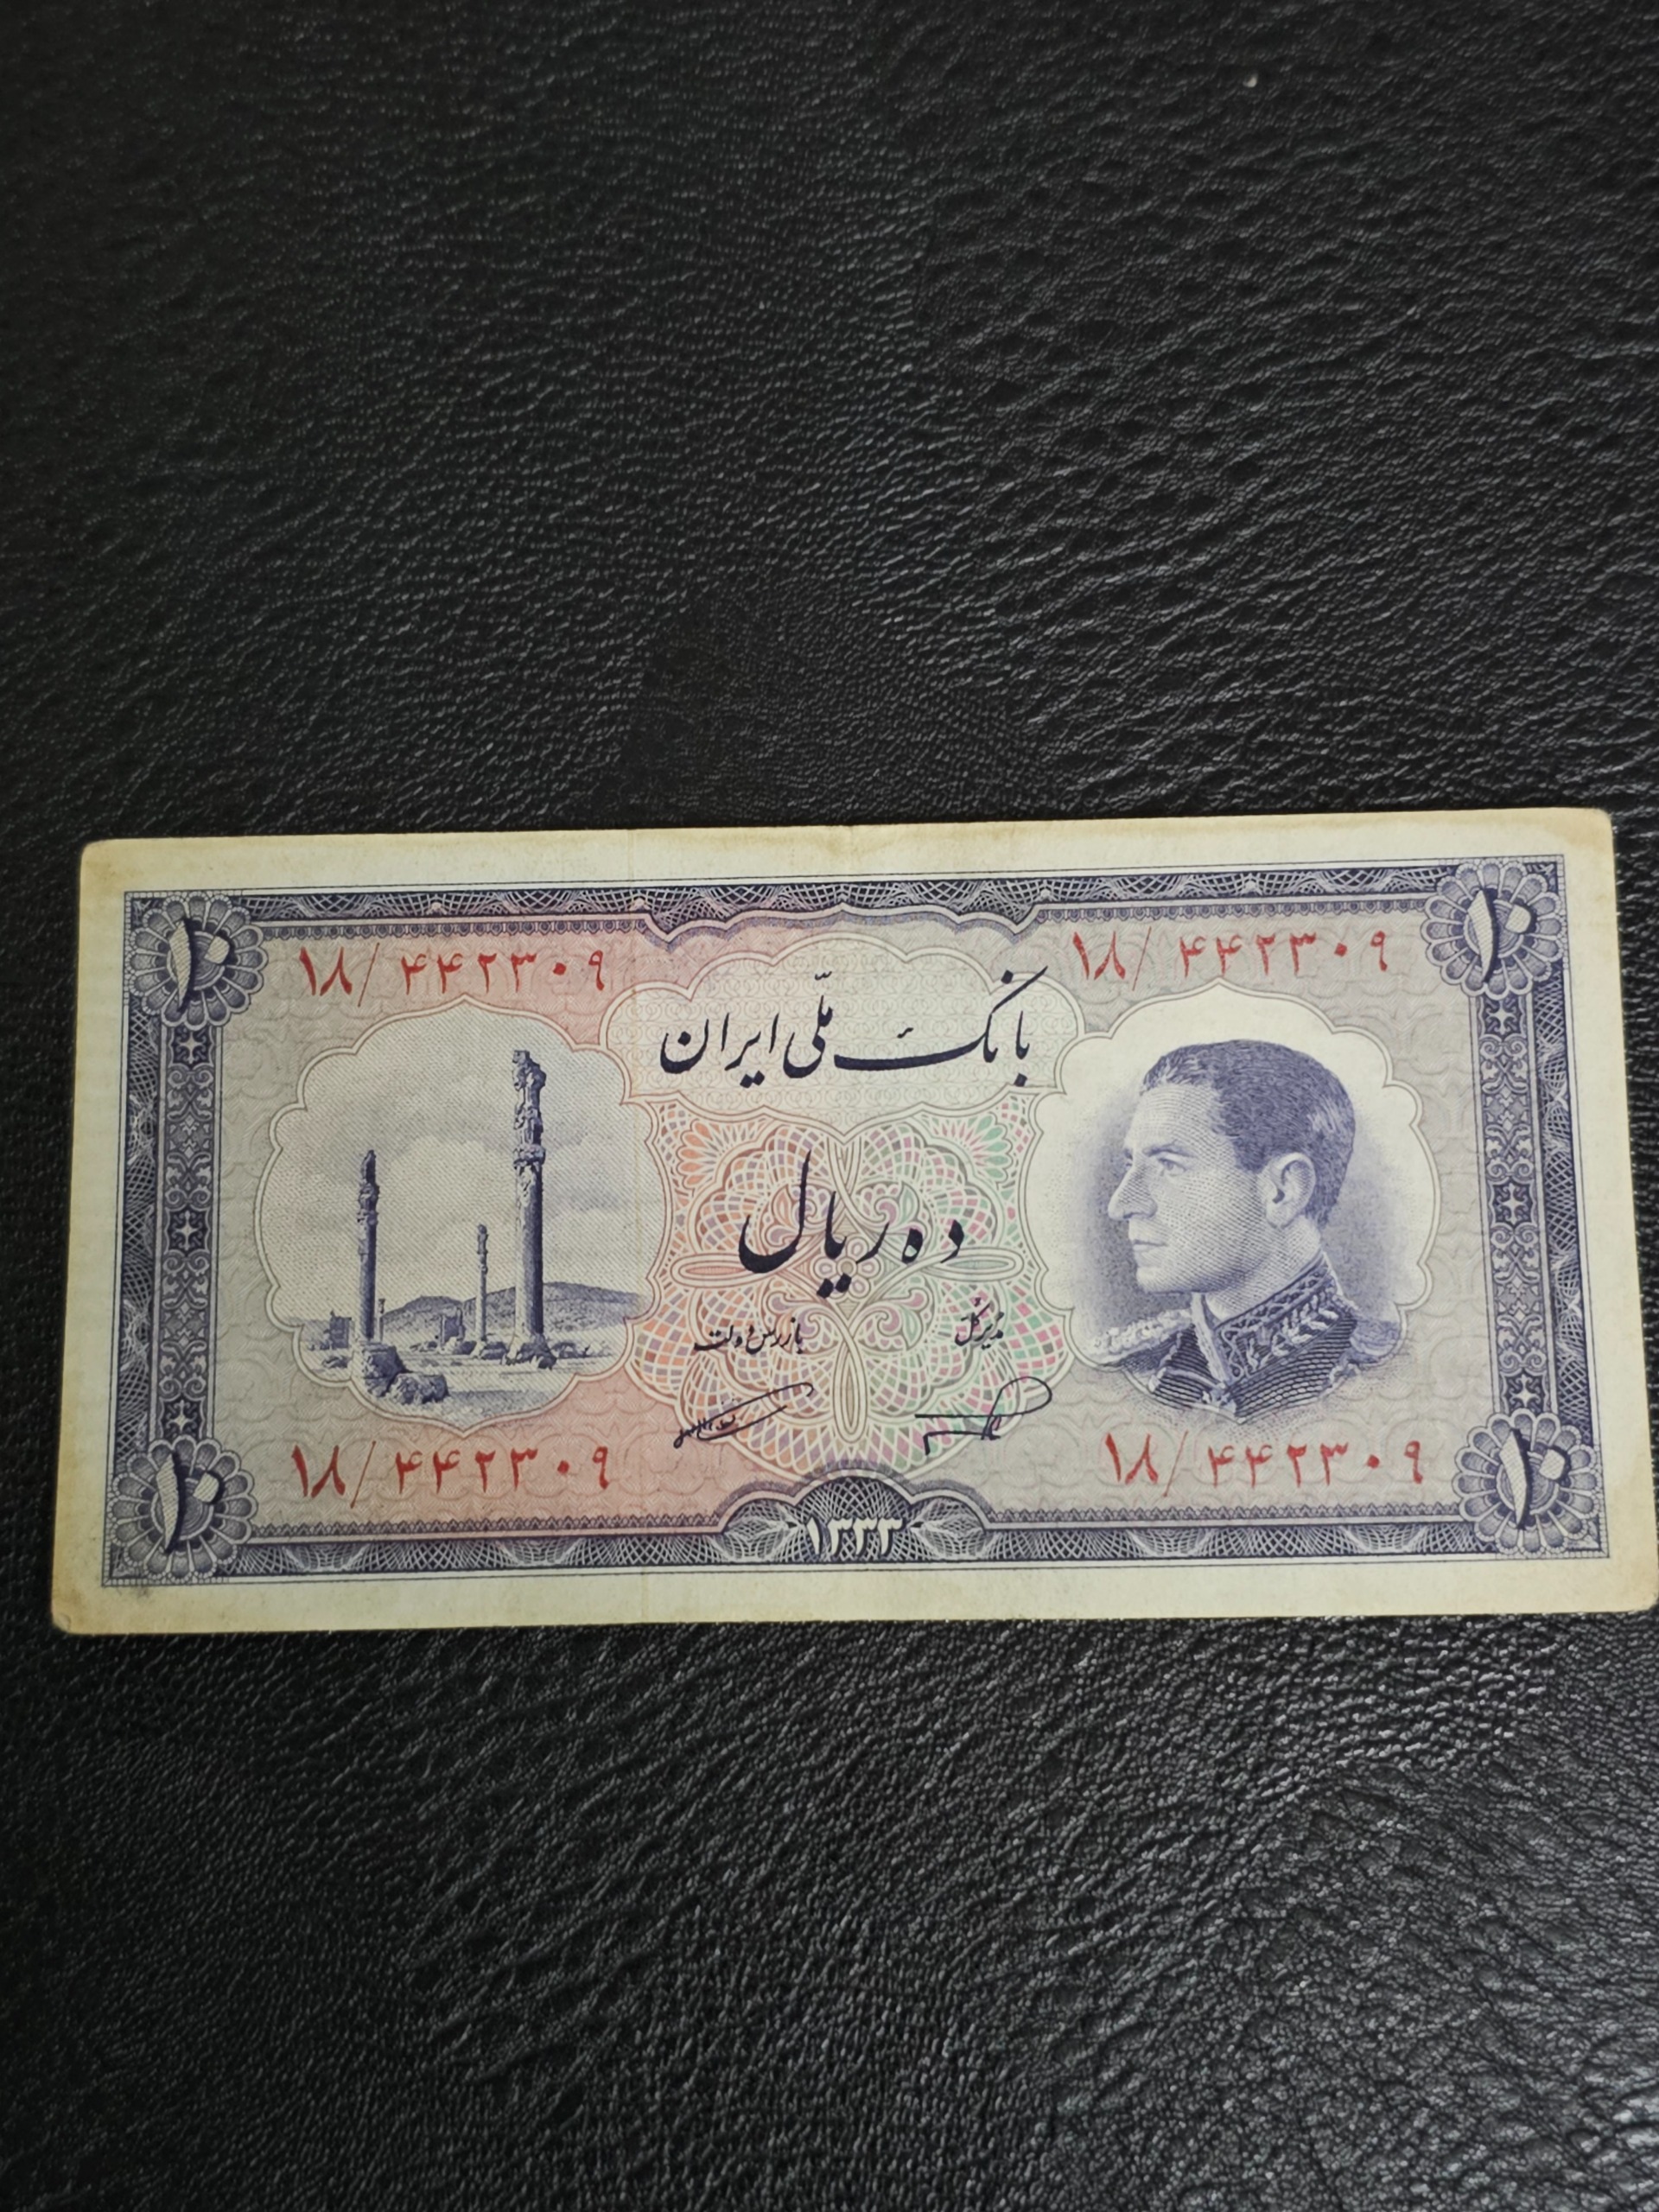 ۱۰
۱۰
۱۸/۴۴۲۳۰۹
۱۸/۴۴۲۳۰۹
بانک ملّی ایران
ده ریال
مدیر کل
بازرس دولت
۱۸/۴۴۲۳۰۹
۱۸/۴۴۲۳۰۹
۱۰
۱۰
۱۳۳۳